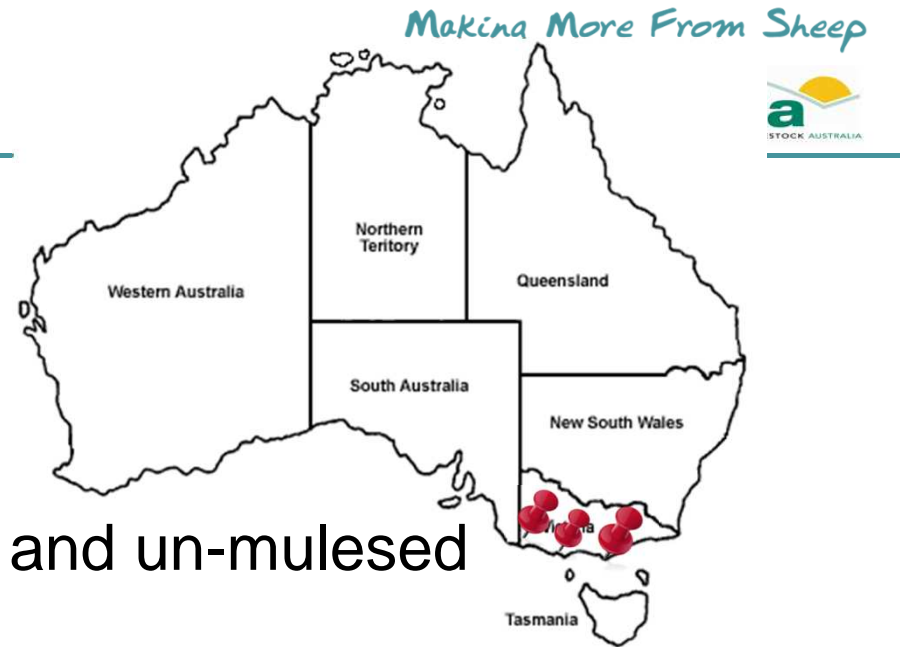 Making More From Sheep
a
STOCK AUSTRALIA
Northern
Teritory
Queensland
Western Australia
South Australia
New South Wales
and un-mulesed
Tasmania